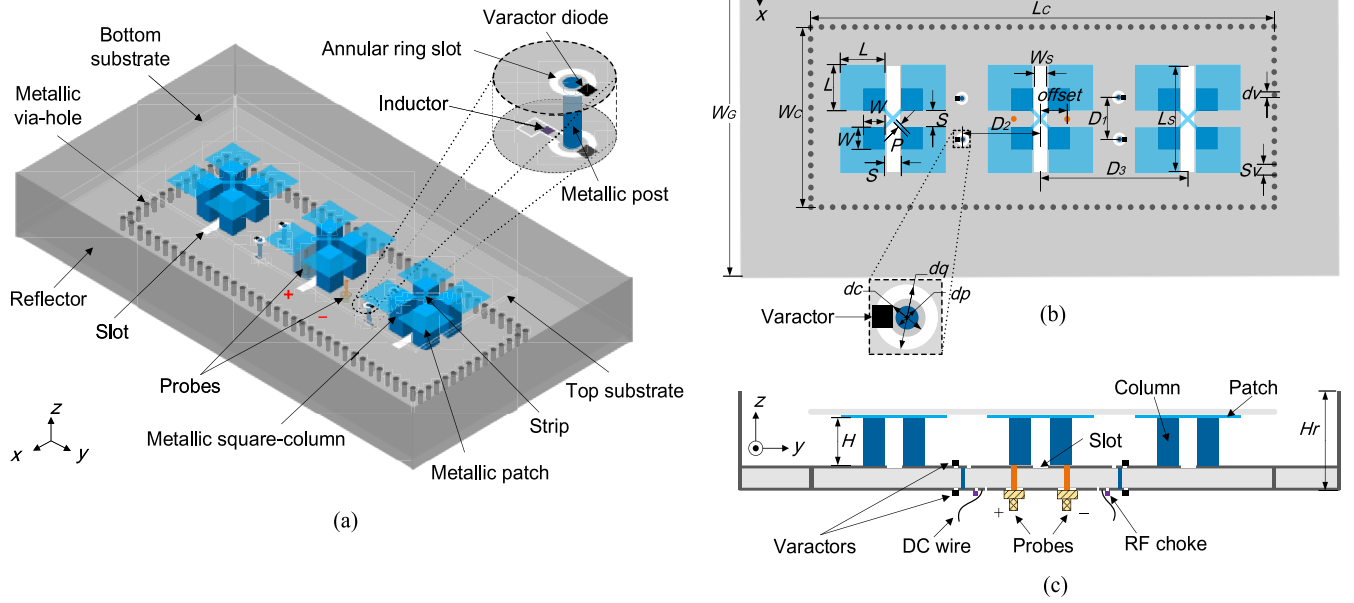 Varactor diode
Annular ring slot
Bottom
substrate
Inductor
Metallic
via-hole
Metallic post
Reflector
Slot
+
−
Probes
Top substrate
Strip
Metallic square-column
Metallic patch
z
x
y
(a)
x
LC
L
WS
L
W
offset
dv
WG
WC
S
D2
D1
LS
W
P
D3
S
Sv
dq
dc
dp
Varactor
(b)
Column
Patch
z
H
Slot
Hr
y
+
−
Varactors
DC wire
Probes
RF choke
(c)